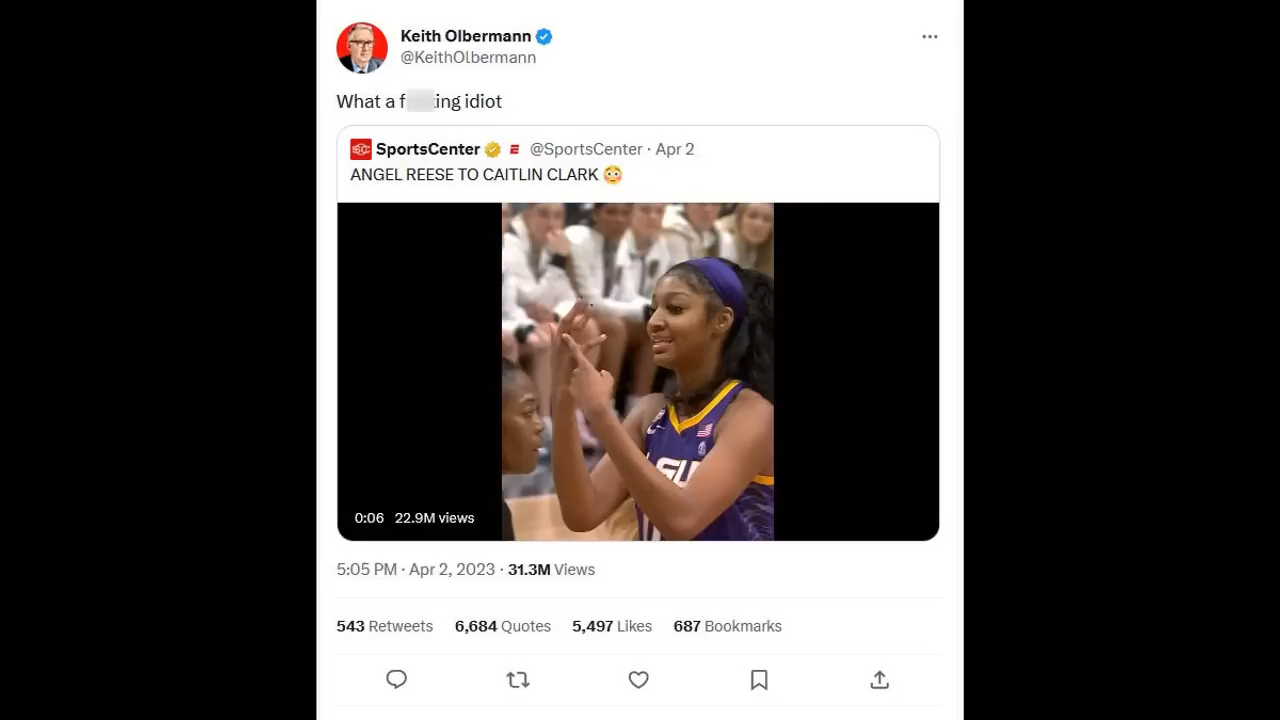 Keith Olbermann
@KeithOlbermann
What a f ing idiot
SportsCenter @SportsCenter · Apr 2
ANGEL REESE TO CAITLIN CLARK 😳
LSU
0:06 22.9M views
5:05 PM · Apr 2, 2023 · 31.3M Views
543 Retweets 6,684 Quotes 5,497 Likes 687 Bookmarks